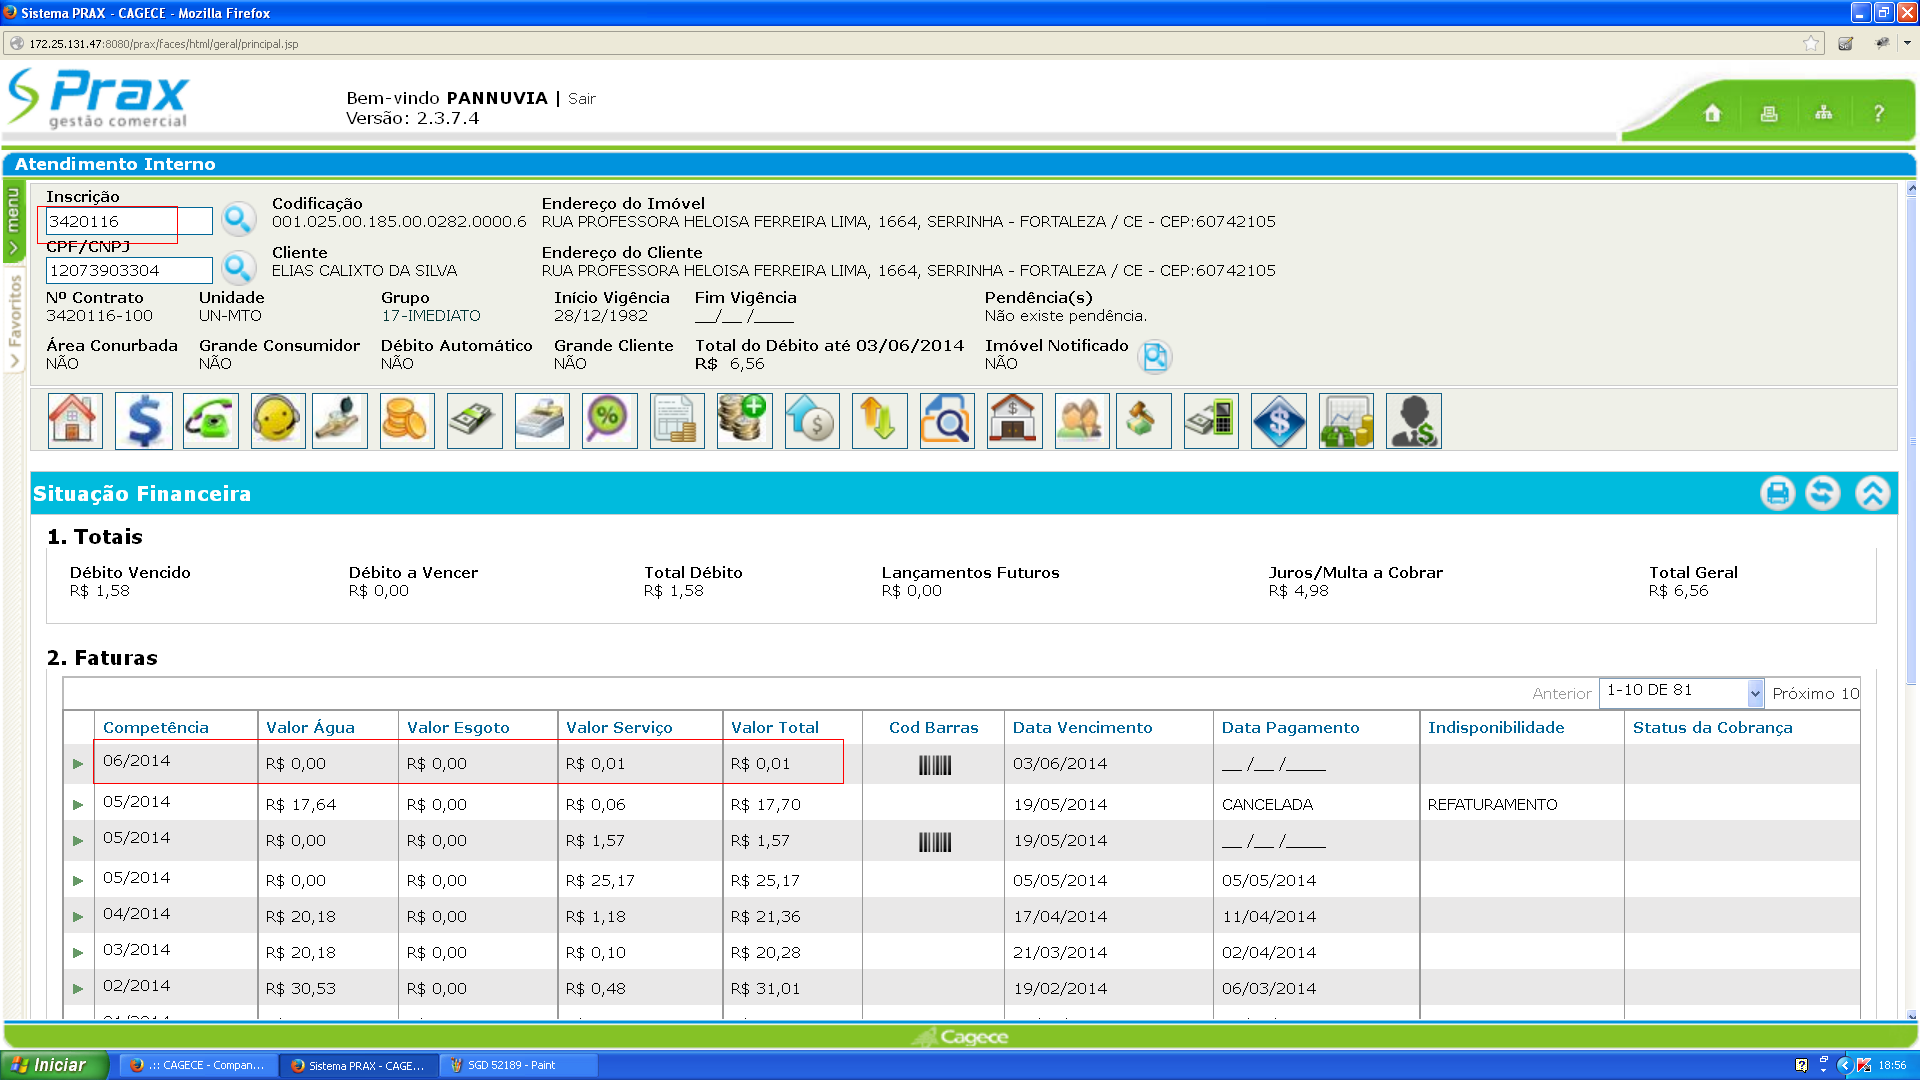 Sistema PRAX - CAGECE - Mozilla Firefox
172.25.131.47:8080/prax/faces/html/geral/principal.jsp
Prax
gestão comercial
Bem-vindo PANNUVIA | Sair
Versão: 2.3.7.4
?
Atendimento Interno
menu
Favoritos
Inscrição
3420116
Codificação
001.025.00.185.00.0282.0000.6
Endereço do Imóvel
RUA PROFESSORA HELOISA FERREIRA LIMA, 1664, SERRINHA - FORTALEZA / CE - CEP:60742105
CPF/CNPJ
12073903304
Cliente
ELIAS CALIXTO DA SILVA
Endereço do Cliente
RUA PROFESSORA HELOISA FERREIRA LIMA, 1664, SERRINHA - FORTALEZA / CE - CEP:60742105
Nº Contrato Unidade Grupo Início Vigência Fim Vigência Pendência(s)
3420116-100 UN-MTO 17-IMEDIATO 28/12/1982 __/__ /____ Não existe pendência.
Área Conurbada Grande Consumidor Débito Automático Grande Cliente Total do Débito até 03/06/2014 Imóvel Notificado
NÃO NÃO NÃO NÃO R$ 6,56 NÃO
Situação Financeira
1. Totais
Débito Vencido Débito a Vencer Total Débito Lançamentos Futuros Juros/Multa a Cobrar Total Geral
R$ 1,58 R$ 0,00 R$ 1,58 R$ 0,00 R$ 4,98 R$ 6,56
2. Faturas
Anterior 1-10 DE 81 Próximo 10
Competência Valor Água Valor Esgoto Valor Serviço Valor Total Cod Barras Data Vencimento Data Pagamento Indisponibilidade Status da Cobrança
06/2014 R$ 0,00 R$ 0,00 R$ 0,01 R$ 0,01 03/06/2014 __ /__ /____
05/2014 R$ 17,64 R$ 0,00 R$ 0,06 R$ 17,70 19/05/2014 CANCELADA REFATURAMENTO
05/2014 R$ 0,00 R$ 0,00 R$ 1,57 R$ 1,57 19/05/2014 __ /__ /____
05/2014 R$ 0,00 R$ 0,00 R$ 25,17 R$ 25,17 05/05/2014 05/05/2014
04/2014 R$ 20,18 R$ 0,00 R$ 1,18 R$ 21,36 17/04/2014 11/04/2014
03/2014 R$ 20,18 R$ 0,00 R$ 0,10 R$ 20,28 21/03/2014 02/04/2014
02/2014 R$ 30,53 R$ 0,00 R$ 0,48 R$ 31,01 19/02/2014 06/03/2014
Cagece
Iniciar
.:: CAGECE - Compan...
Sistema PRAX - CAGE...
SGD 52189 - Paint
18:56